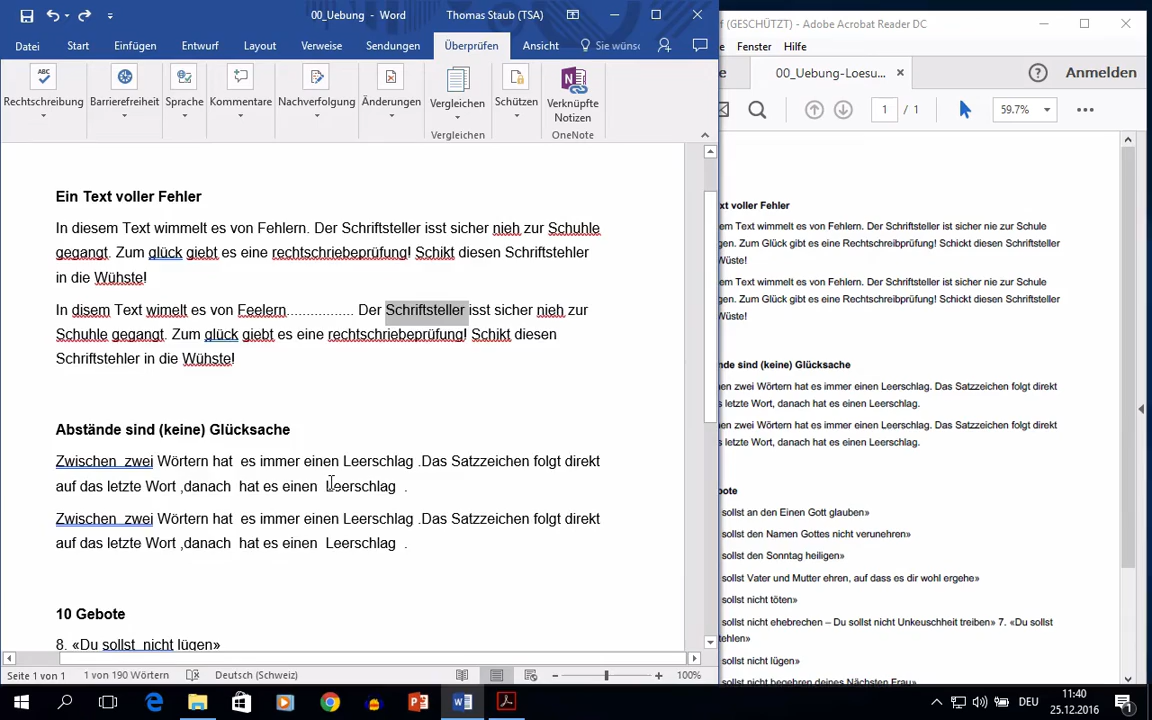 00_Uebung - Word
Thomas Staub (TSA)
Datei
Start
Einfügen
Entwurf
Layout
Verweise
Sendungen
Überprüfen
Ansicht
Sie wüns
ABC
Rechtschreibung
Barrierefreiheit
Sprache
Kommentare
Nachverfolgung
Änderungen
Vergleichen
Schützen
Verknüpfte
Notizen
Vergleichen
OneNote
Ein Text voller Fehler
In diesem Text wimmelt es von Fehlern. Der Schriftsteller isst sicher nieh zur Schuhle
gegangt. Zum glück giebt es eine rechtschriebeprüfung! Schikt diesen Schriftstehler
in die Wühste!
In disem Text wimelt es von Feelern................. Der Schriftsteller isst sicher nieh zur
Schuhle gegangt. Zum glück giebt es eine rechtschriebeprüfung! Schikt diesen
Schriftstehler in die Wühste!
Abstände sind (keine) Glücksache
Zwischen  zwei Wörtern hat  es immer einen Leerschlag .Das Satzzeichen folgt direkt
auf das letzte Wort ,danach  hat es einen  Leerschlag  .
Zwischen  zwei Wörtern hat  es immer einen Leerschlag .Das Satzzeichen folgt direkt
auf das letzte Wort ,danach  hat es einen  Leerschlag  .
10 Gebote
8. «Du sollst  nicht lügen»
Seite 1 von 1
1 von 190 Wörtern
Deutsch (Schweiz)
100%
f (GESCHÜTZT) - Adobe Acrobat Reader DC
e
Fenster
Hilfe
e
00_Uebung-Loesu...
Anmelden
1 / 1
59.7%
xt voller Fehler
em Text wimmelt es von Fehlern. Der Schriftsteller ist sicher nie zur Schule
gen. Zum Glück gibt es eine Rechtschreibprüfung! Schickt diesen Schriftsteller
Wüste!
em Text wimmelt es von Fehlern. Der Schriftsteller ist sicher nie zur Schule
gen. Zum Glück gibt es eine Rechtschreibprüfung! Schickt diesen Schriftsteller
Wüste!
nde sind (keine) Glücksache
en zwei Wörtern hat es immer einen Leerschlag. Das Satzzeichen folgt direkt
s letzte Wort, danach hat es einen Leerschlag.
en zwei Wörtern hat es immer einen Leerschlag. Das Satzzeichen folgt direkt
s letzte Wort, danach hat es einen Leerschlag.
ote
sollst an den Einen Gott glauben»
sollst den Namen Gottes nicht verunehren»
sollst den Sonntag heiligen»
sollst Vater und Mutter ehren, auf dass es dir wohl ergehe»
sollst nicht töten»
sollst nicht ehebrechen – Du sollst nicht Unkeuschheit treiben» 7. «Du sollst
tehlen»
sollst nicht lügen»
sollst nicht begehren deines Nächsten Frau»
DEU
11:40
25.12.2016
1